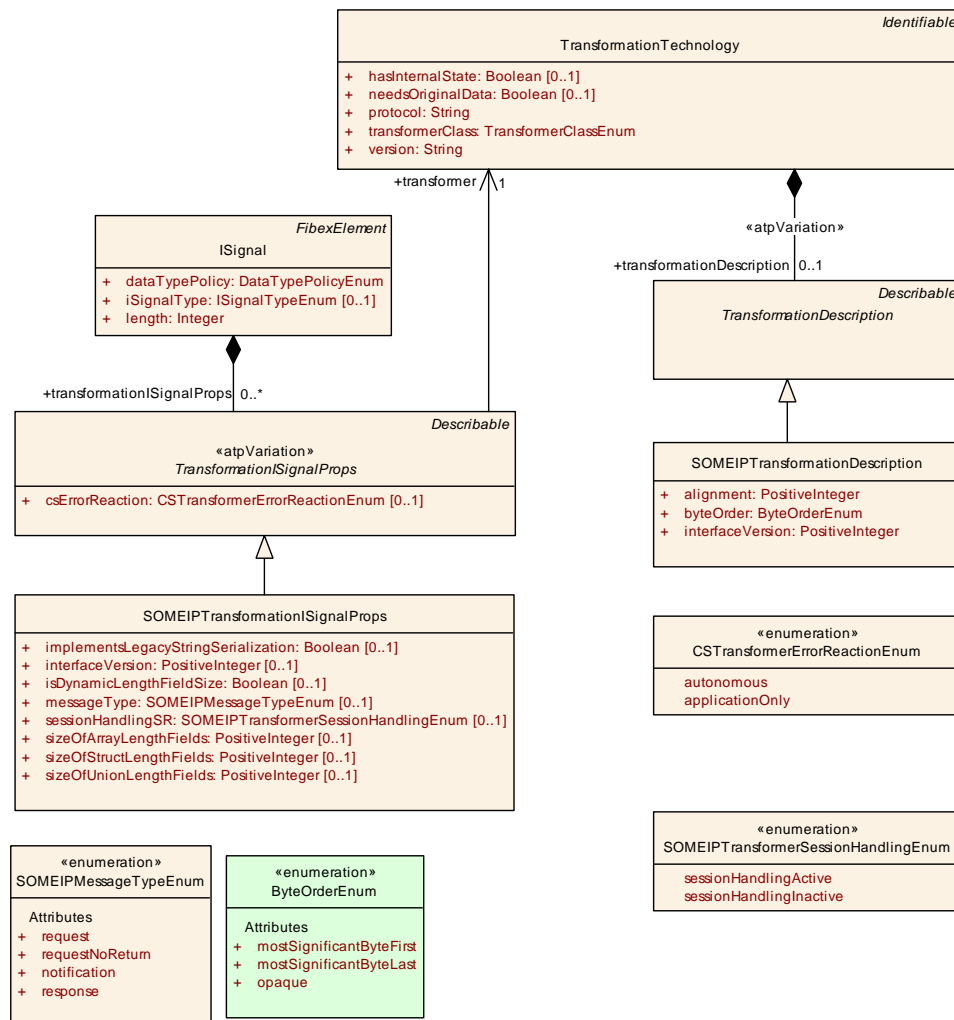 Identifiable
TransformationTechnology
+ hasInternalState: Boolean [0..1]
+ needsOriginalData: Boolean [0..1]
+ protocol: String
+ transformerClass: TransformerClassEnum
+ version: String
+transformer 1
«atpVariation»
+transformationDescription 0..1
FibexElement
ISignal
+ dataTypePolicy: DataTypePolicyEnum
+ iSignalType: ISignalTypeEnum [0..1]
+ length: Integer
+transformationISignalProps 0..*
Describable
TransformationDescription
Describable
«atpVariation»
TransformationISignalProps
+ csErrorReaction: CSTransformerErrorReactionEnum [0..1]
SOMEIPTransformationDescription
+ alignment: PositiveInteger
+ byteOrder: ByteOrderEnum
+ interfaceVersion: PositiveInteger
SOMEIPTransformationISignalProps
+ implementsLegacyStringSerialization: Boolean [0..1]
+ interfaceVersion: PositiveInteger [0..1]
+ isDynamicLengthFieldSize: Boolean [0..1]
+ messageType: SOMEIPMessageTypeEnum [0..1]
+ sessionHandlingSR: SOMEIPTransformerSessionHandlingEnum [0..1]
+ sizeOfArrayLengthFields: PositiveInteger [0..1]
+ sizeOfStructLengthFields: PositiveInteger [0..1]
+ sizeOfUnionLengthFields: PositiveInteger [0..1]
«enumeration»
CSTransformerErrorReactionEnum
autonomous
applicationOnly
«enumeration»
SOMEIPTransformerSessionHandlingEnum
sessionHandlingActive
sessionHandlingInactive
«enumeration»
SOMEIPMessageTypeEnum
Attributes
+ request
+ requestNoReturn
+ notification
+ response
«enumeration»
ByteOrderEnum
Attributes
+ mostSignificantByteFirst
+ mostSignificantByteLast
+ opaque